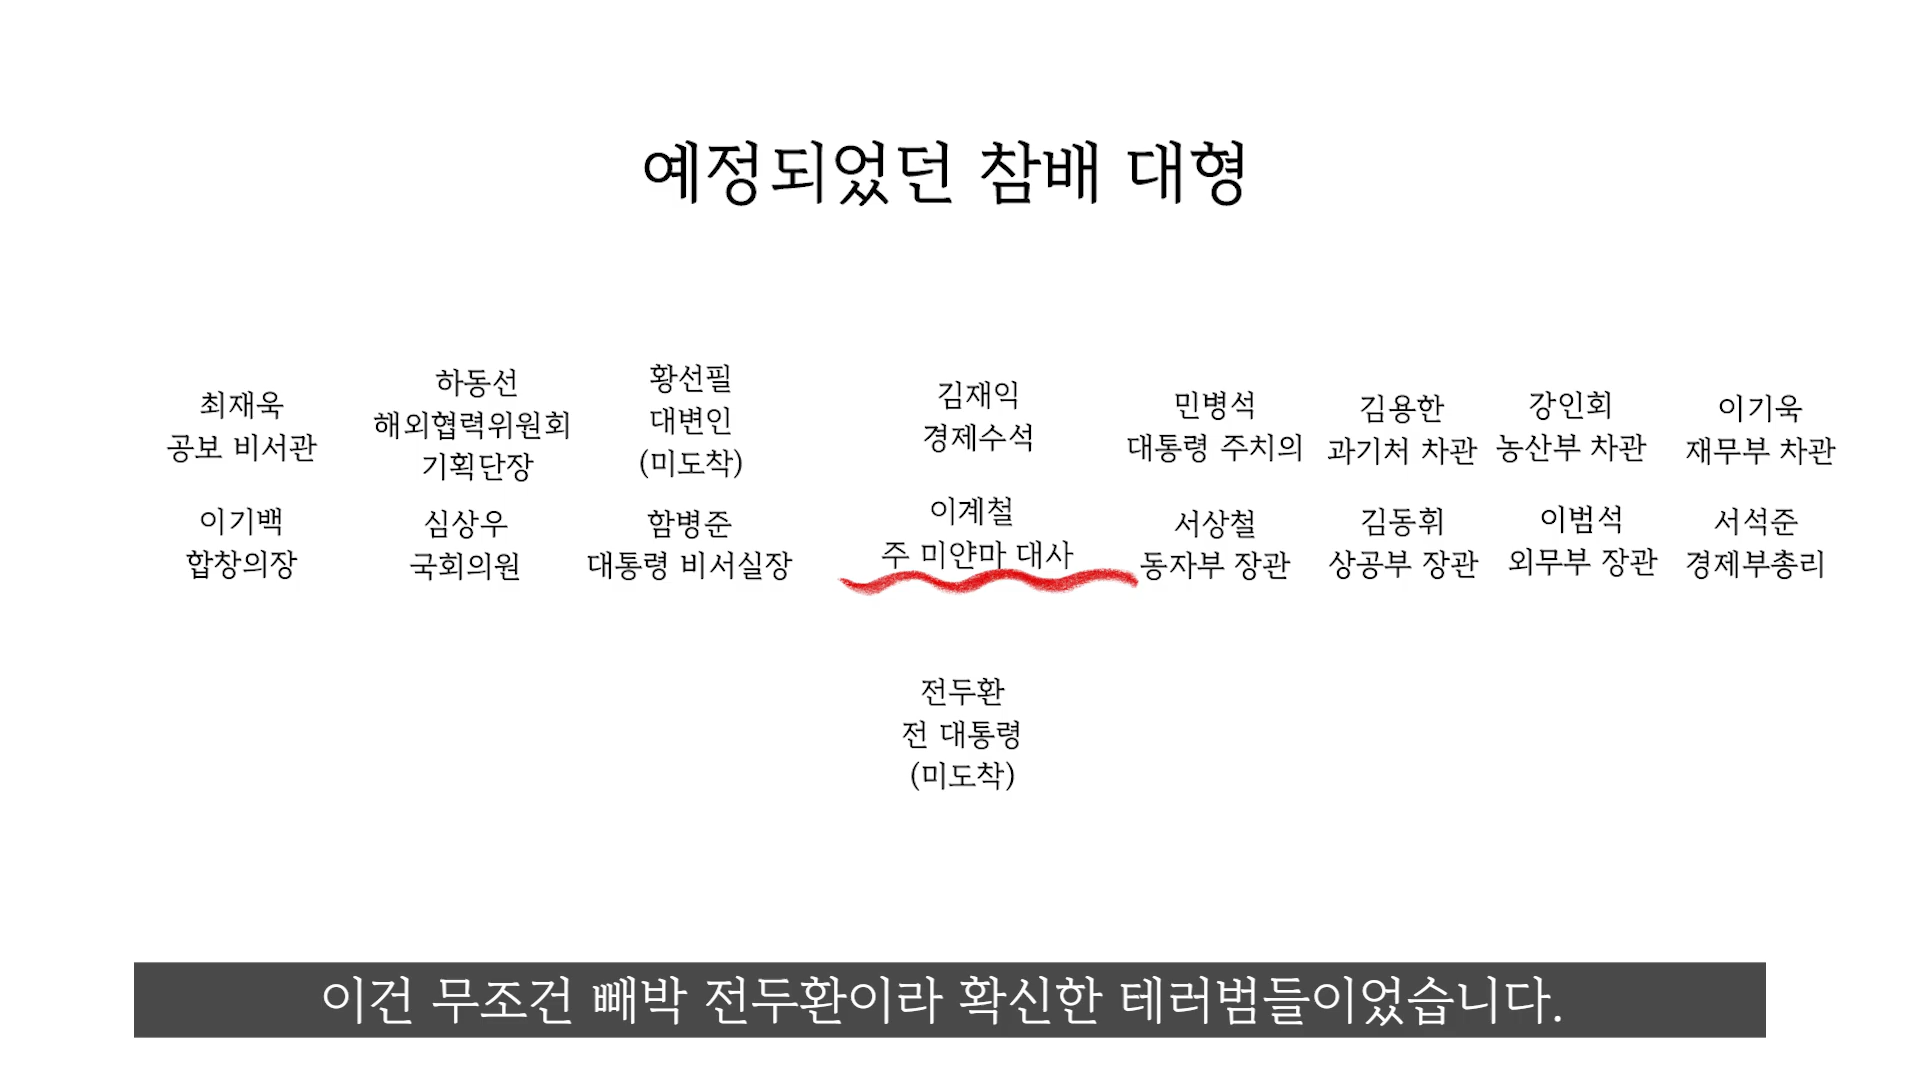 예정되었던 참배 대형
최재욱
공보 비서관
하동선
해외협력위원회
기획단장
황선필
대변인
(미도착)
김재익
경제수석
민병석
대통령 주치의
김용한
과기처 차관
강인회
농산부 차관
이기욱
재무부 차관
이기백
합창의장
심상우
국회의원
함병준
대통령 비서실장
이계철
주 미얀마 대사
서상철
동자부 장관
김동휘
상공부 장관
이범석
외무부 장관
서석준
경제부총리
전두환
전 대통령
(미도착)
이건 무조건 빼박 전두환이라 확신한 테러범들이었습니다.